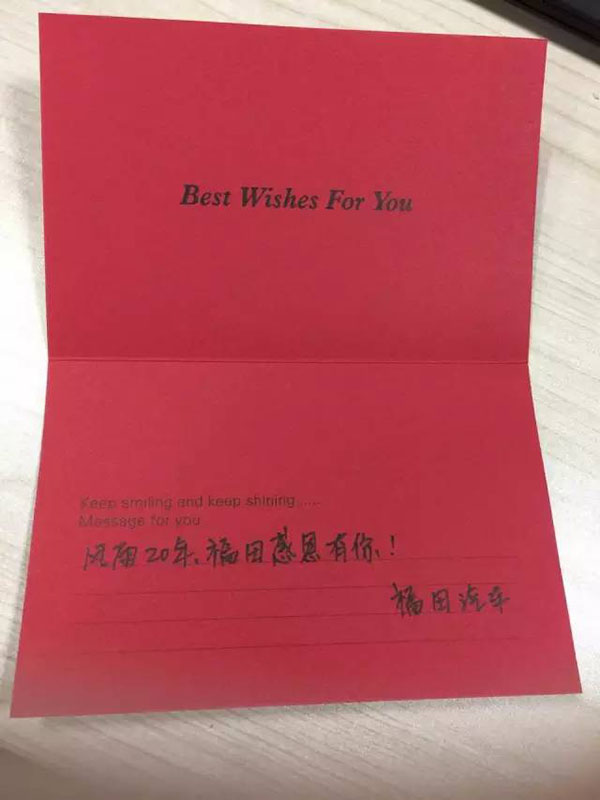 Best Wishes For You
Keep smiling and keep shining......
Message for you
风雨20年、福田感恩有你、!
福田汽车